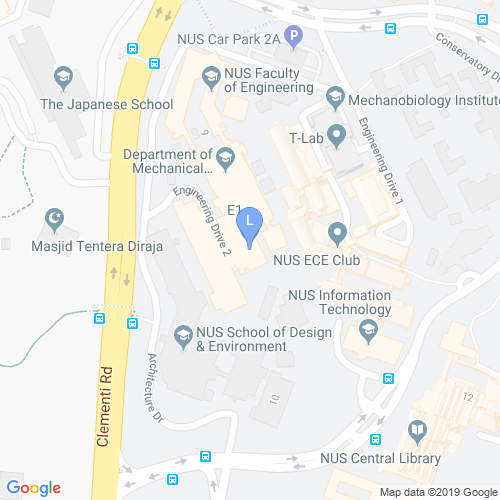 NUS Car Park 2A
P
Conservatory Dr
NUS Faculty
of Engineering
The Japanese School
Mechanobiology Institute
T-Lab
Engineering Drive 1
9
Department of
Mechanical...
Engineering Drive 2
E1
L
Masjid Tentera Diraja
NUS ECE Club
NUS Information
Technology
NUS School of Design
& Environment
Architecture Dr
Clementi Rd
10
12
NUS Central Library
Google
Map data ©2019 Google